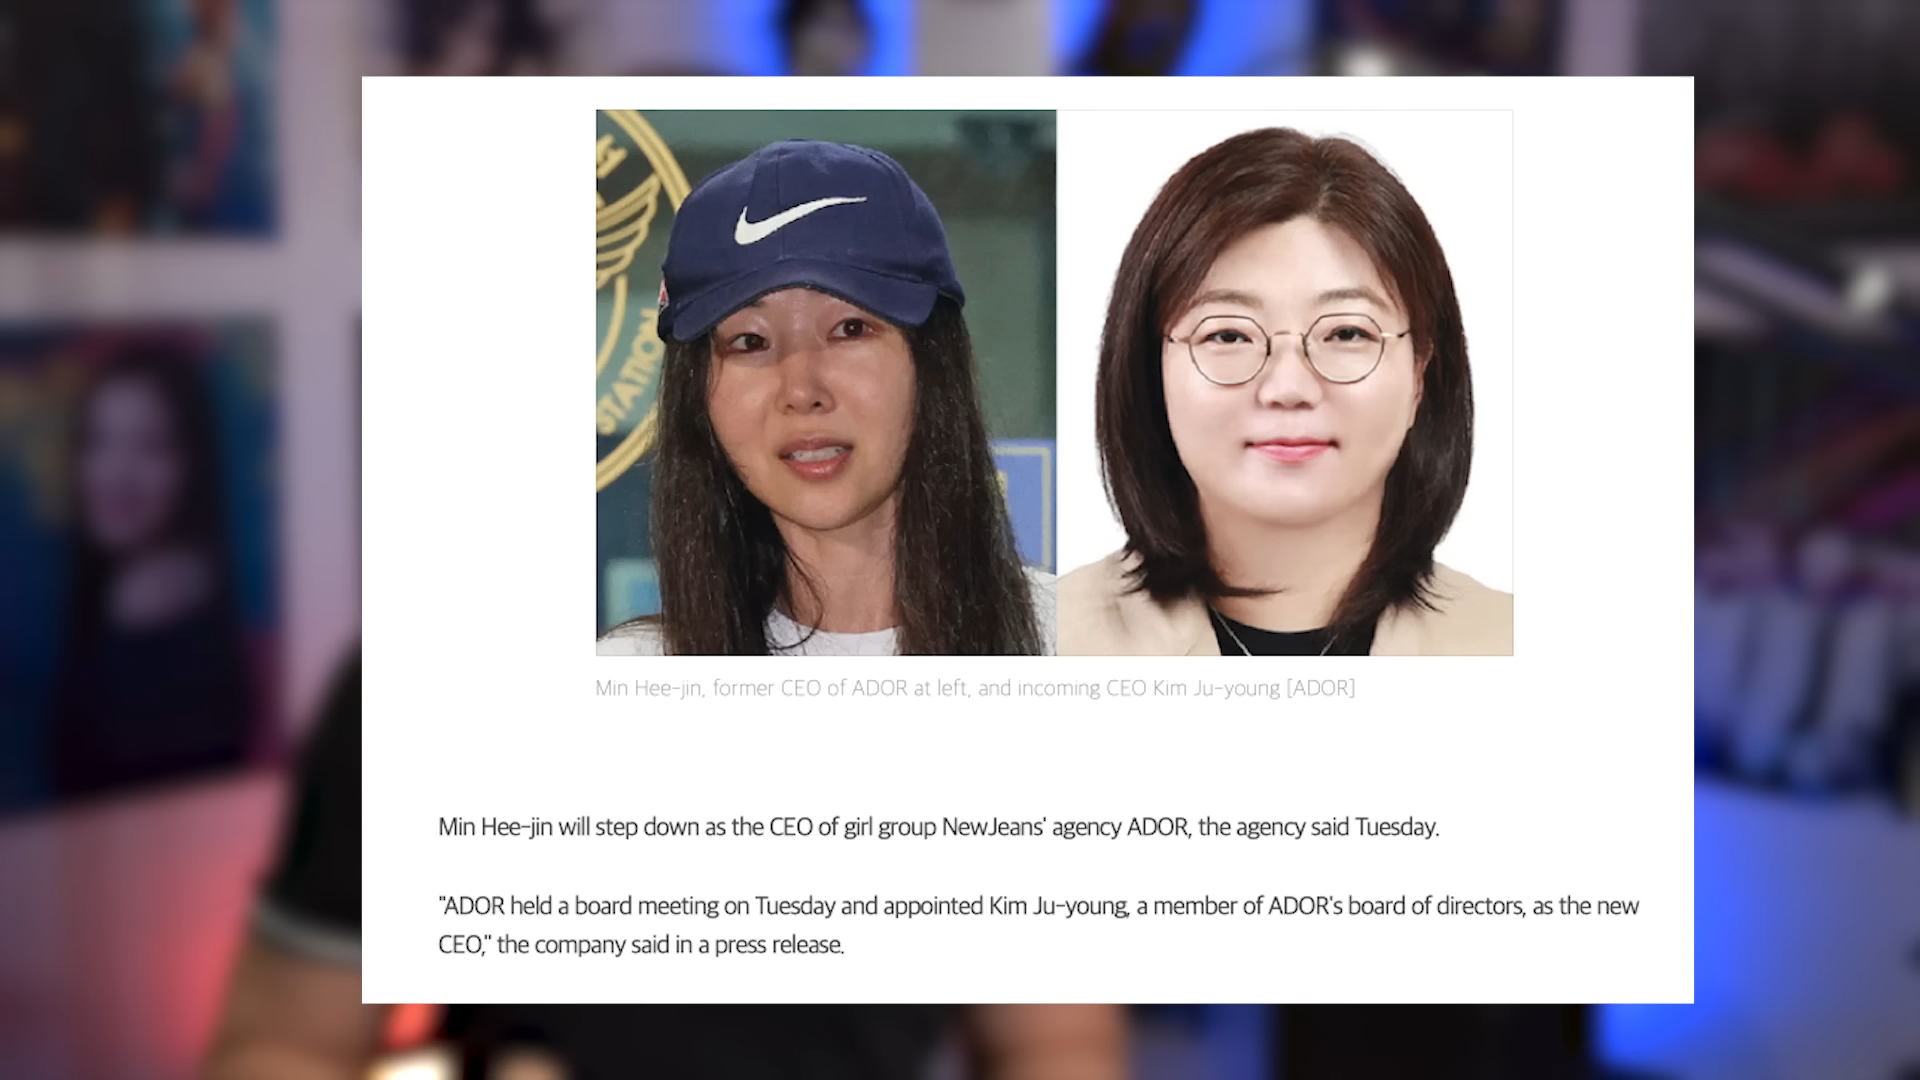 STATION
Min Hee-jin, former CEO of ADOR at left, and incoming CEO Kim Ju-young [ADOR]
Min Hee-jin will step down as the CEO of girl group NewJeans' agency ADOR, the agency said Tuesday.
"ADOR held a board meeting on Tuesday and appointed Kim Ju-young, a member of ADOR's board of directors, as the new
CEO," the company said in a press release.